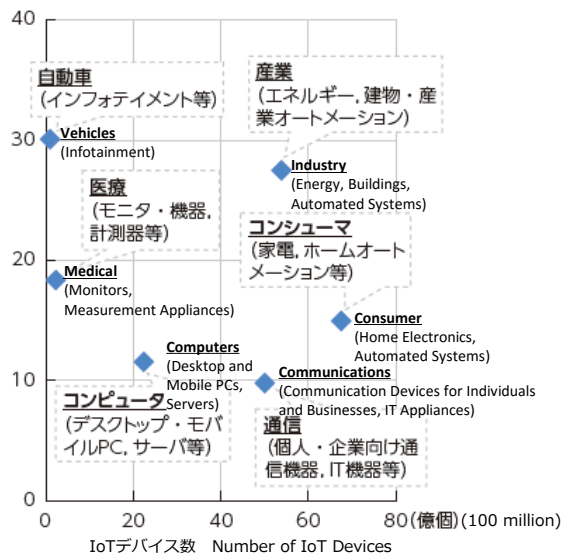 40
自動車
(インフォテイメント等)
産業
(エネルギー, 建物・産
業オートメーション)
30
Vehicles
(Infotainment)
Industry
(Energy, Buildings,
Automated Systems)
医療
(モニタ・機器,
計測器等)
コンシューマ
(家電, ホームオート
メーション等)
20
Medical
(Monitors,
Measurement Appliances)
Consumer
(Home Electronics,
Automated Systems)
Computers
(Desktop and
Mobile PCs,
Servers)
Communications
(Communication Devices for Individuals
and Businesses, IT Appliances)
10
コンピュータ
(デスクトップ・モバ
イルPC, サーバ等)
通信
(個人・企業向け通
信機器, IT機器等)
0
0 20 40 60 80(億個)(100 million)
IoTデバイス数 Number of IoT Devices